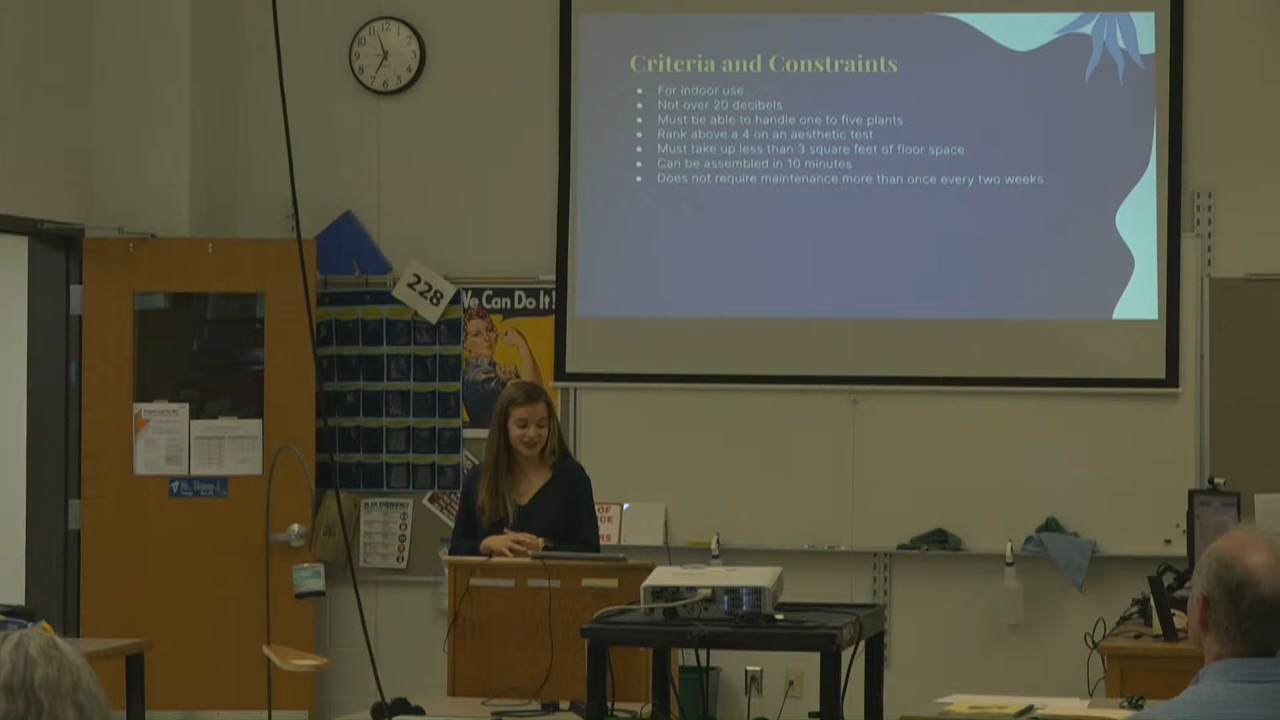 Criteria and Constraints
For indoor use
Not over 20 decibels
Must be able to handle one to five plants
Rank above a 4 on an aesthetic test
Must take up less than 3 square feet of floor space
Can be assembled in 10 minutes
Does not require maintenance more than once every two weeks
228
We Can Do It!